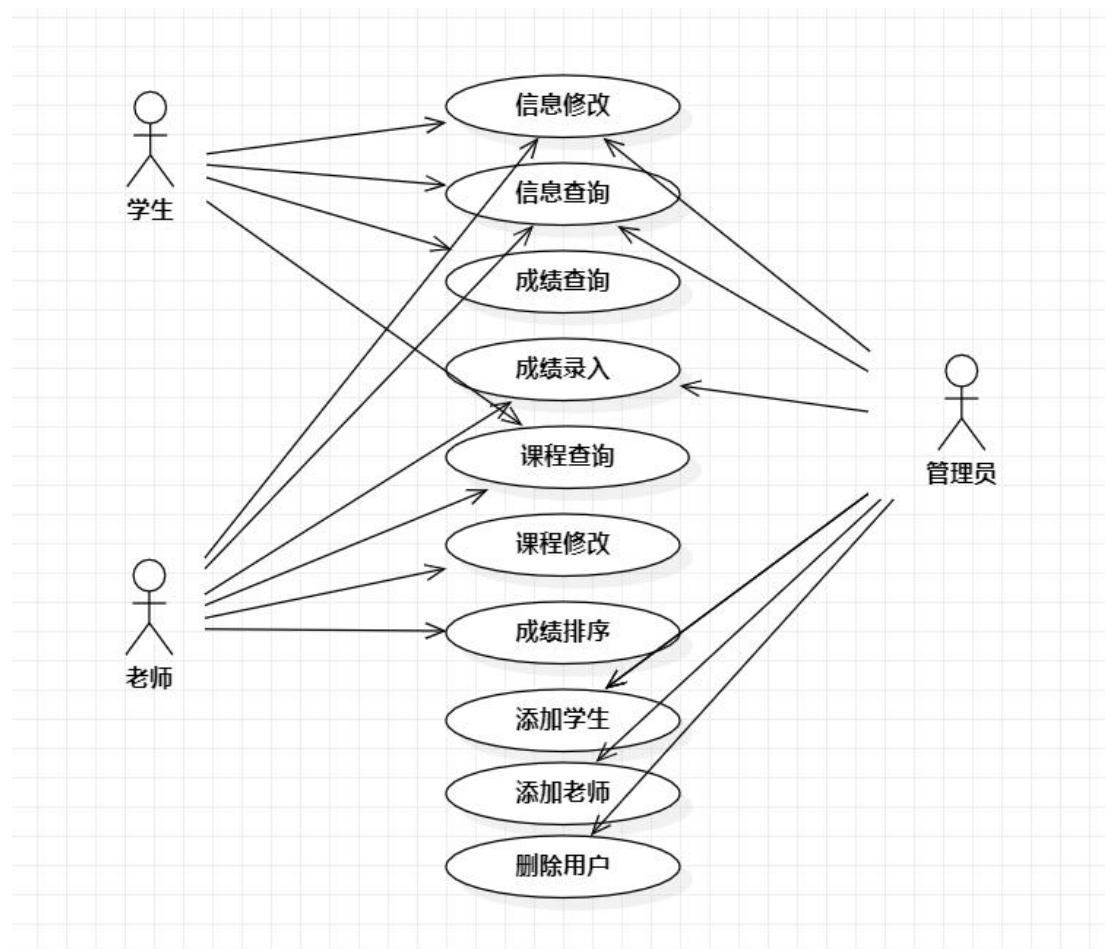 信息修改
学生
信息查询
成绩查询
成绩录入
课程查询
管理员
课程修改
成绩排序
老师
添加学生
添加老师
删除用户